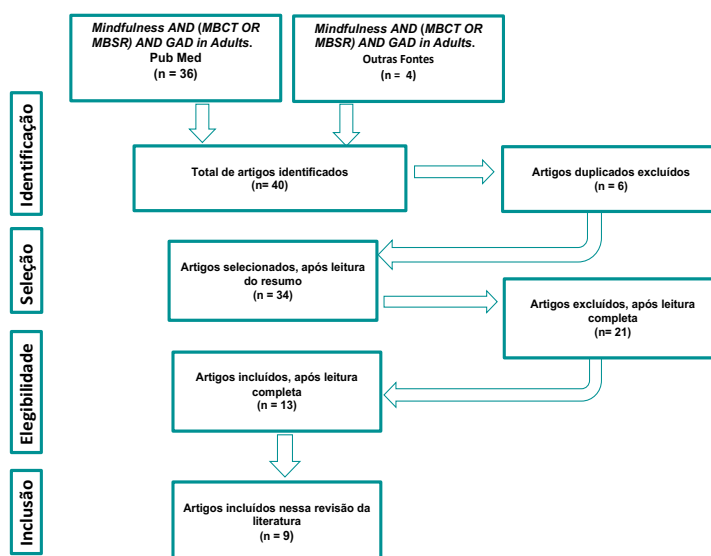 Mindfulness AND (MBCT OR
MBSR) AND GAD in Adults.
Pub Med
(n = 36)
Mindfulness AND (MBCT OR
MBSR) AND GAD in Adults.
Outras Fontes
(n = 4)
Identificação
Total de artigos identificados
(n= 40)
Artigos duplicados excluídos
(n = 6)
Seleção
Artigos selecionados, após leitura
do resumo
(n = 34)
Artigos excluídos, após leitura
completa
(n= 21)
Elegibilidade
Artigos incluídos, após leitura
completa
(n = 13)
Inclusão
Artigos incluídos nessa revisão da
literatura
(n = 9)